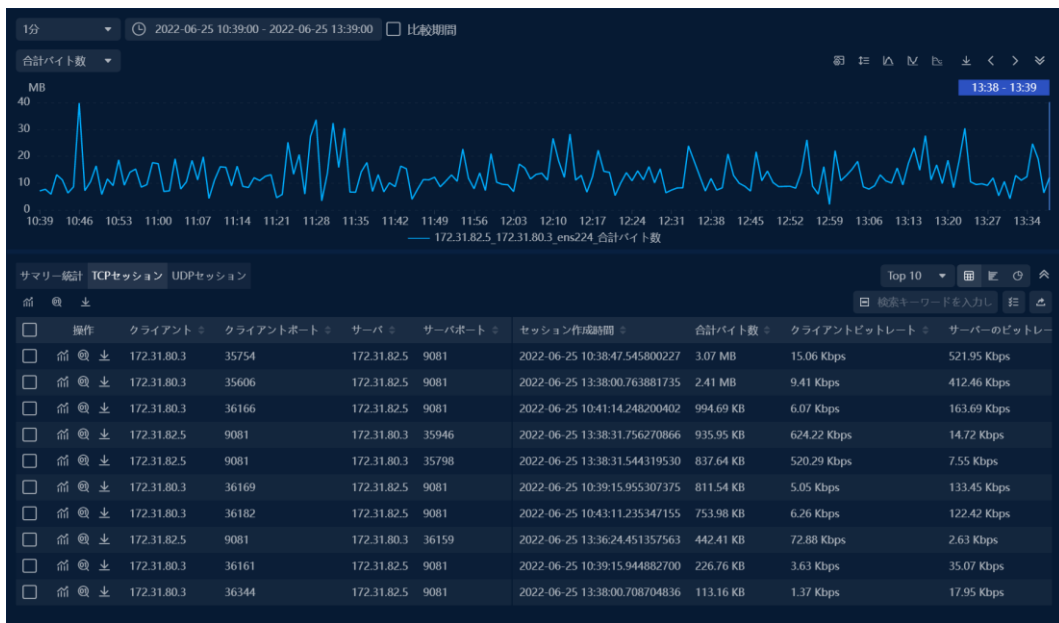 1分 2022-06-25 10:39:00 - 2022-06-25 13:39:00 比較期間
合計バイト数
MB 13:38 - 13:39
40
30
20
10
0
10:39 10:46 10:53 11:00 11:07 11:14 11:21 11:28 11:35 11:42 11:49 11:56 12:03 12:10 12:17 12:24 12:31 12:38 12:45 12:52 12:59 13:06 13:13 13:20 13:27 13:34
172.31.82.5_172.31.80.3_ens224_合計バイト数
サマリー統計 TCPセッション UDPセッション Top 10
検索キーワードを入力し
操作 クライアント クライアントポート サーバ サーバポート セッション作成時間 合計バイト数 クライアントビットレート サーバーのビットレー
172.31.80.3 35754 172.31.82.5 9081 2022-06-25 10:38:47.545800227 3.07 MB 15.06 Kbps 521.95 Kbps
172.31.80.3 35606 172.31.82.5 9081 2022-06-25 13:38:00.763881735 2.41 MB 9.41 Kbps 412.46 Kbps
172.31.80.3 36166 172.31.82.5 9081 2022-06-25 10:41:14.248200402 994.69 KB 6.07 Kbps 163.69 Kbps
172.31.82.5 9081 172.31.80.3 35946 2022-06-25 13:38:31.756270866 935.95 KB 624.22 Kbps 14.72 Kbps
172.31.82.5 9081 172.31.80.3 35798 2022-06-25 13:38:31.544319530 837.64 KB 520.29 Kbps 7.55 Kbps
172.31.80.3 36169 172.31.82.5 9081 2022-06-25 10:39:15.955307375 811.54 KB 5.05 Kbps 133.45 Kbps
172.31.80.3 36182 172.31.82.5 9081 2022-06-25 10:43:11.235347155 753.98 KB 6.26 Kbps 122.42 Kbps
172.31.82.5 9081 172.31.80.3 36159 2022-06-25 13:36:24.451357563 442.41 KB 72.88 Kbps 2.63 Kbps
172.31.80.3 36161 172.31.82.5 9081 2022-06-25 10:39:15.944882700 226.76 KB 3.63 Kbps 35.07 Kbps
172.31.80.3 36344 172.31.82.5 9081 2022-06-25 13:38:00.708704836 113.16 KB 1.37 Kbps 17.95 Kbps